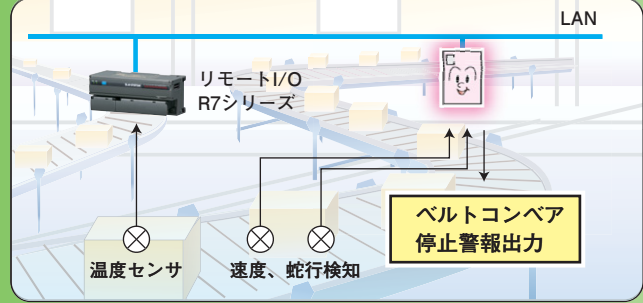 LAN
リモートI/O
R7シリーズ
C
温度センサ
速度、蛇行検知
ベルトコンベア
停止警報出力